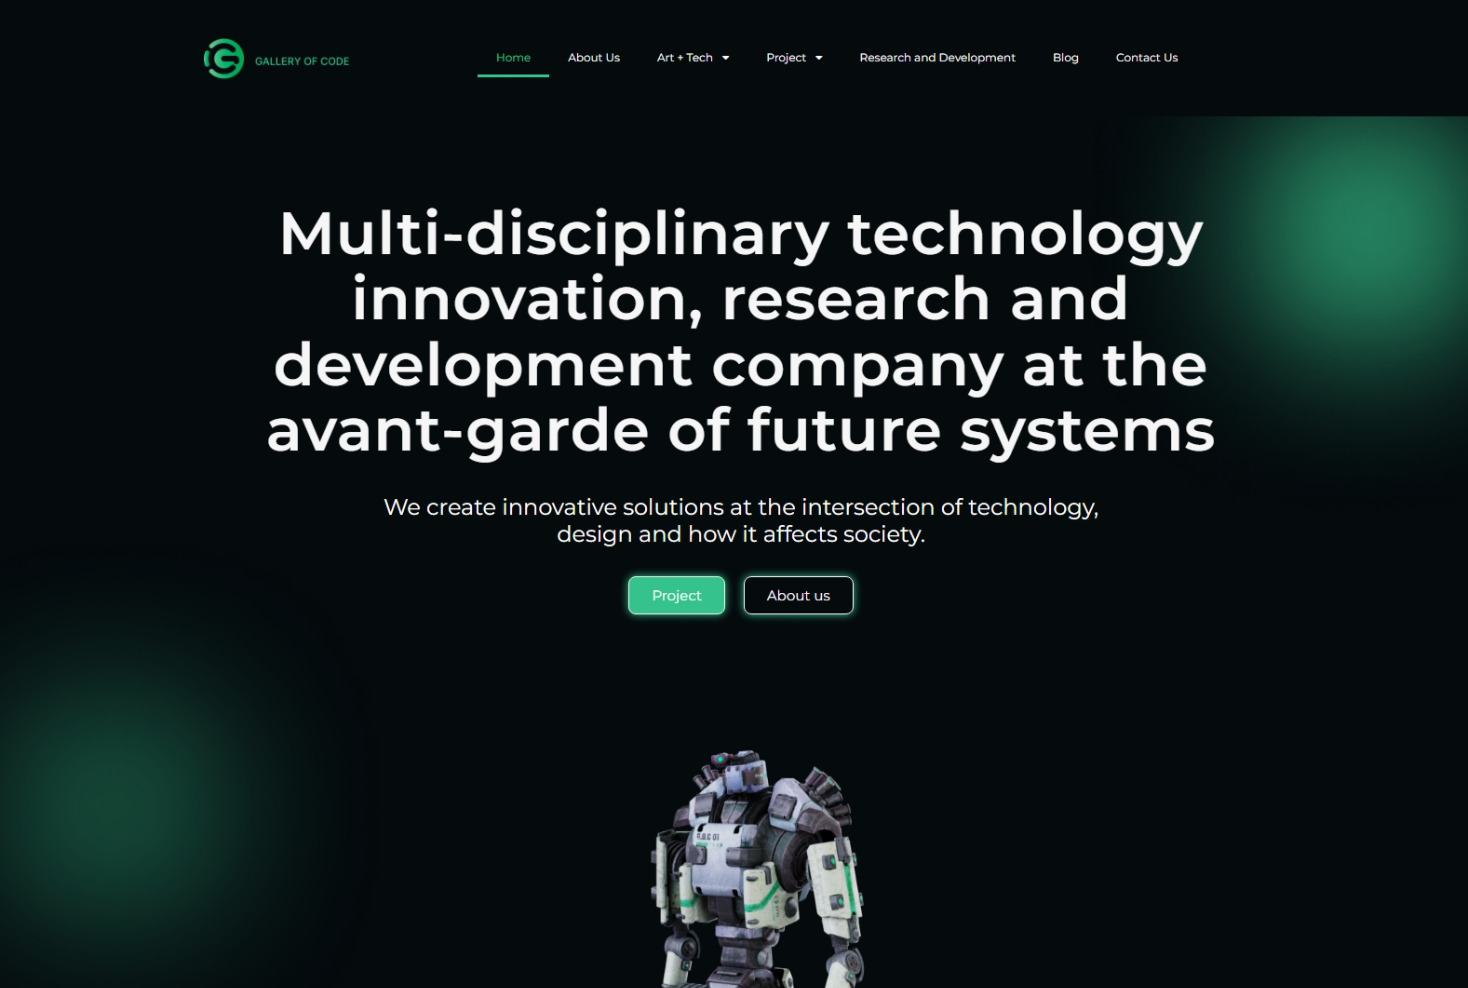 GALLERY OF CODE
Home
About Us
Art + Tech
Project
Research and Development
Blog
Contact Us
Multi-disciplinary technology
innovation, research and
development company at the
avant-garde of future systems
We create innovative solutions at the intersection of technology,
design and how it affects society.
Project
About us